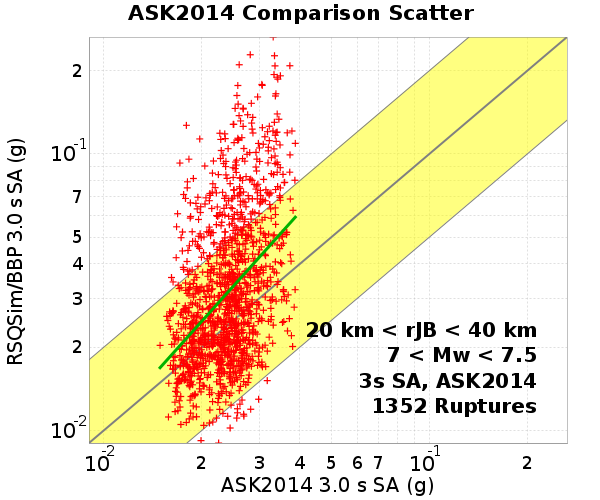 ASK2014 Comparison Scatter
RSQSim/BBP 3.0 s SA (g)
2
10-1
7
5
4
3
2
10-2
20 km < rJB < 40 km
7 < Mw < 7.5
3s SA, ASK2014
1352 Ruptures
10-2 2 3 4 5 6 7 10-1 2
ASK2014 3.0 s SA (g)